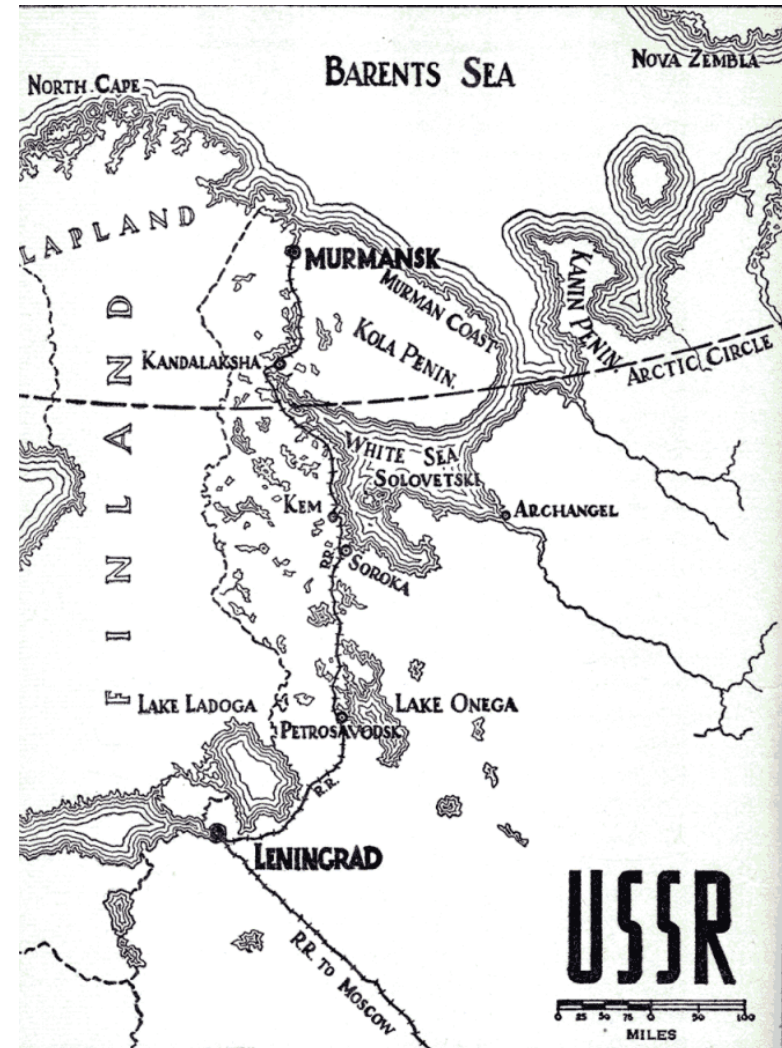 BARENTS SEA
NOVA ZEMBLA
NORTH CAPE
LAPLAND
MURMANSK
MURMAN COAST
KANIN PENIN.
KOLA PENIN.
KANDALAKSHA
ARCTIC CIRCLE
FINLAND
WHITE SEA
SOLOVETSKI
KEM
ARCHANGEL
R.R.
SOROKA
LAKE LADOGA
LAKE ONEGA
PETROSAVODSK
R.R.
LENINGRAD
R.R. TO MOSCOW
USSR
0 25 50 75 0 50 100
MILES